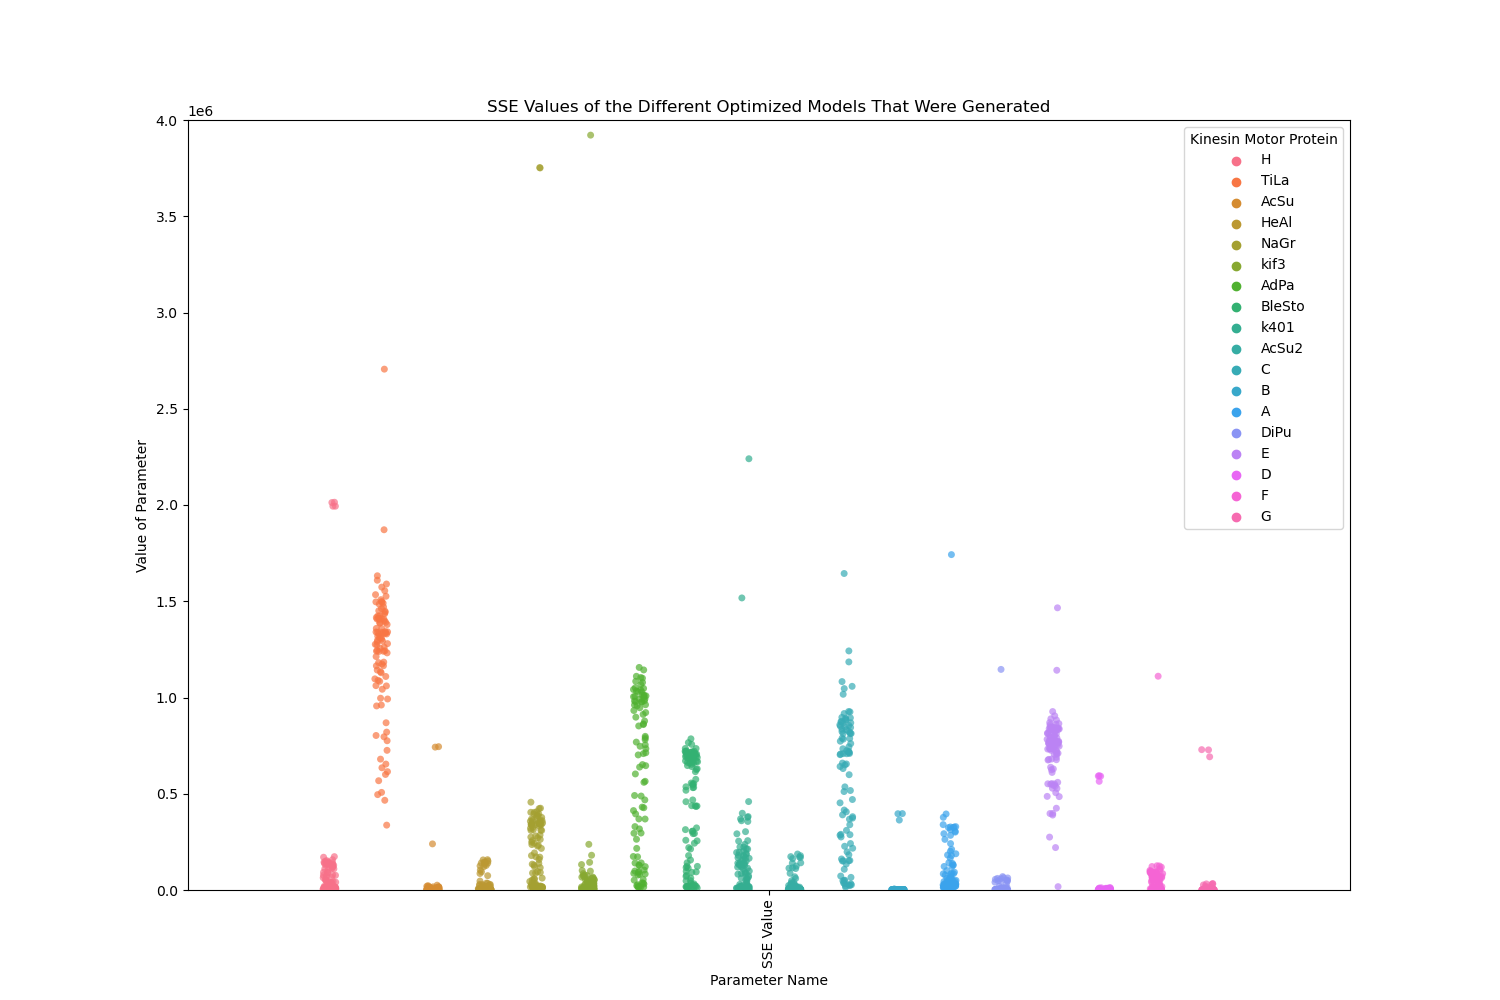 SSE Values of the Different Optimized Models That Were Generated
1e6
4.0
3.5
3.0
2.5
2.0
1.5
1.0
0.5
0.0
Value of Parameter
SSE Value
Parameter Name
Kinesin Motor Protein
H
TiLa
AcSu
HeAl
NaGr
kif3
AdPa
BleSto
k401
AcSu2
C
B
A
DiPu
E
D
F
G